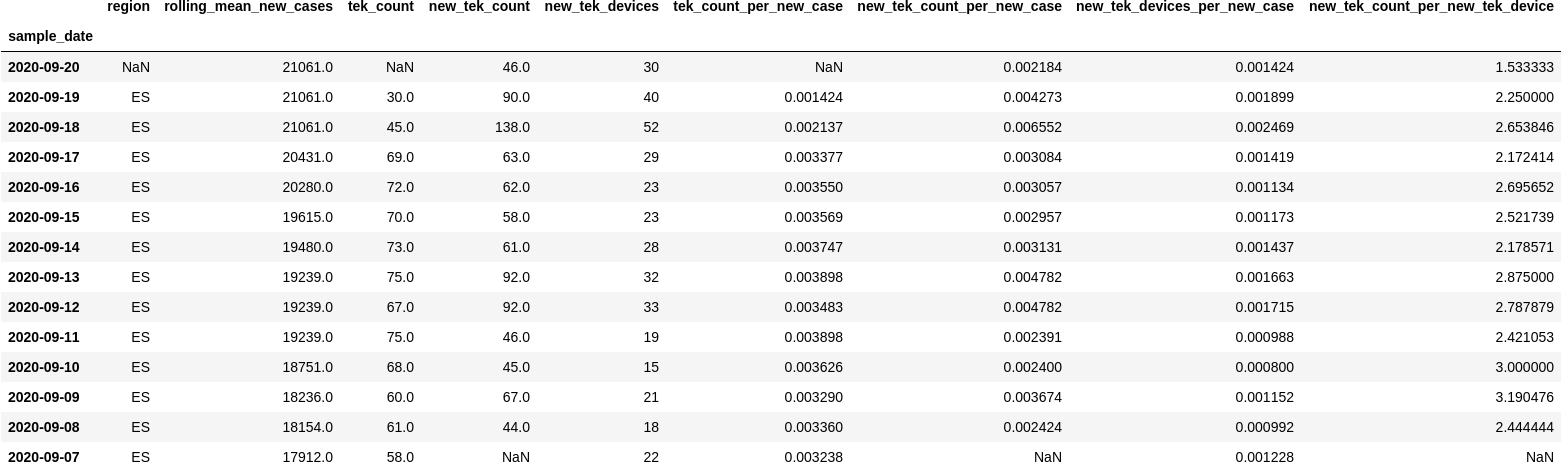 region rolling_mean_new_cases tek_count new_tek_count new_tek_devices tek_count_per_new_case new_tek_count_per_new_case new_tek_devices_per_new_case new_tek_count_per_new_tek_device
sample_date
2020-09-20 NaN 21061.0 NaN 46.0 30 NaN 0.002184 0.001424 1.533333
2020-09-19 ES 21061.0 30.0 90.0 40 0.001424 0.004273 0.001899 2.250000
2020-09-18 ES 21061.0 45.0 138.0 52 0.002137 0.006552 0.002469 2.653846
2020-09-17 ES 20431.0 69.0 63.0 29 0.003377 0.003084 0.001419 2.172414
2020-09-16 ES 20280.0 72.0 62.0 23 0.003550 0.003057 0.001134 2.695652
2020-09-15 ES 19615.0 70.0 58.0 23 0.003569 0.002957 0.001173 2.521739
2020-09-14 ES 19480.0 73.0 61.0 28 0.003747 0.003131 0.001437 2.178571
2020-09-13 ES 19239.0 75.0 92.0 32 0.003898 0.004782 0.001663 2.875000
2020-09-12 ES 19239.0 67.0 92.0 33 0.003483 0.004782 0.001715 2.787879
2020-09-11 ES 19239.0 75.0 46.0 19 0.003898 0.002391 0.000988 2.421053
2020-09-10 ES 18751.0 68.0 45.0 15 0.003626 0.002400 0.000800 3.000000
2020-09-09 ES 18236.0 60.0 67.0 21 0.003290 0.003674 0.001152 3.190476
2020-09-08 ES 18154.0 61.0 44.0 18 0.003360 0.002424 0.000992 2.444444
2020-09-07 ES 17912.0 58.0 NaN 22 0.003238 NaN 0.001228 NaN